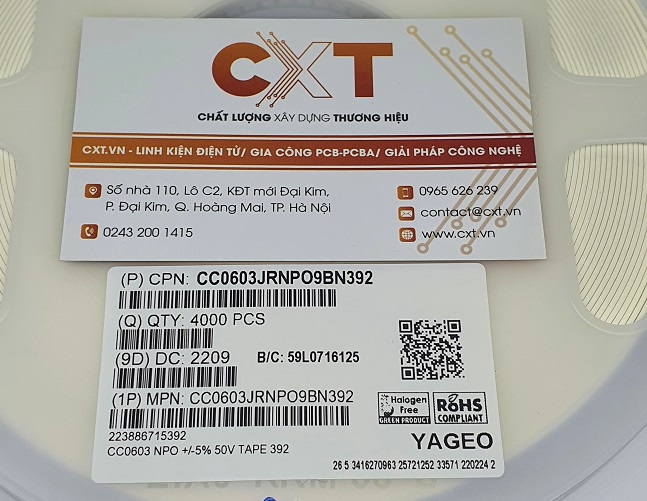 CXT
CHẤT LƯỢNG XÂY DỰNG THƯƠNG HIỆU
CXT.VN - LINH KIỆN ĐIỆN TỬ/ GIA CÔNG PCB-PCBA/ GIẢI PHÁP CÔNG NGHỆ
Số nhà 110, Lô C2, KĐT mới Đại Kim,
P. Đại Kim, Q. Hoàng Mai, TP. Hà Nội
0243 200 1415
0965 626 239
contact@cxt.vn
www.cxt.vn
(P) CPN: CC0603JRNPO9BN392
(Q) QTY: 4000 PCS
(9D) DC: 2209 B/C: 59L0716125
(1P) MPN: CC0603JRNPO9BN392
223886715392
CC0603 NPO +/-5% 50V TAPE 392
Halogen
Free
GREEN PRODUCT
RoHS
COMPLIANT
YAGEO
26 5 3416270963 25721252 33571 220224 2